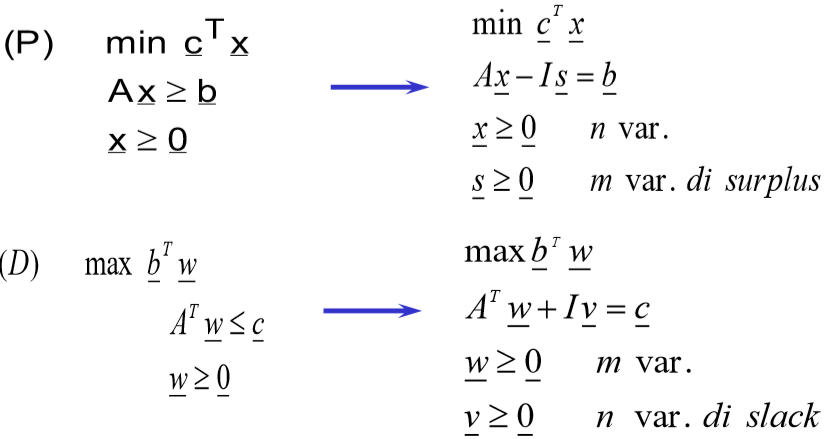 (P) min c^T x
Ax ≥ b
x ≥ 0
min c^T x
Ax − Is = b
x ≥ 0 n var.
s ≥ 0 m var. di surplus
(D) max b^T w
A^T w ≤ c
w ≥ 0
max b^T w
A^T w + Iv = c
w ≥ 0 m var.
v ≥ 0 n var. di slack